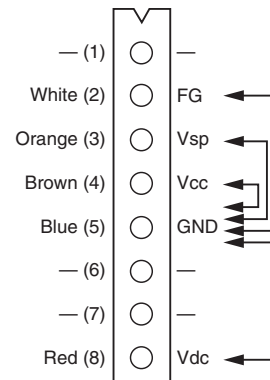 — (1) —
White (2) FG
Orange (3) Vsp
Brown (4) Vcc
Blue (5) GND
— (6) —
— (7) —
Red (8) Vdc